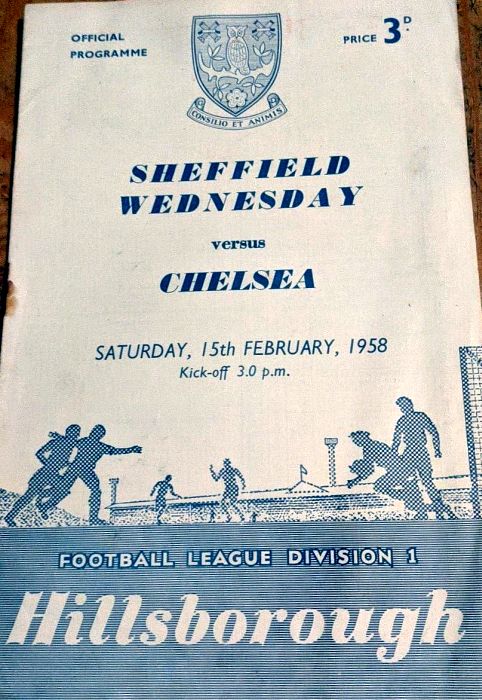 OFFICIAL
PROGRAMME
PRICE 3D.
CONSILIO ET ANIMIS
SHEFFIELD
WEDNESDAY
versus
CHELSEA
SATURDAY, 15th FEBRUARY, 1958
Kick-off 3.0 p.m.
FOOTBALL LEAGUE DIVISION 1
Hillsborough